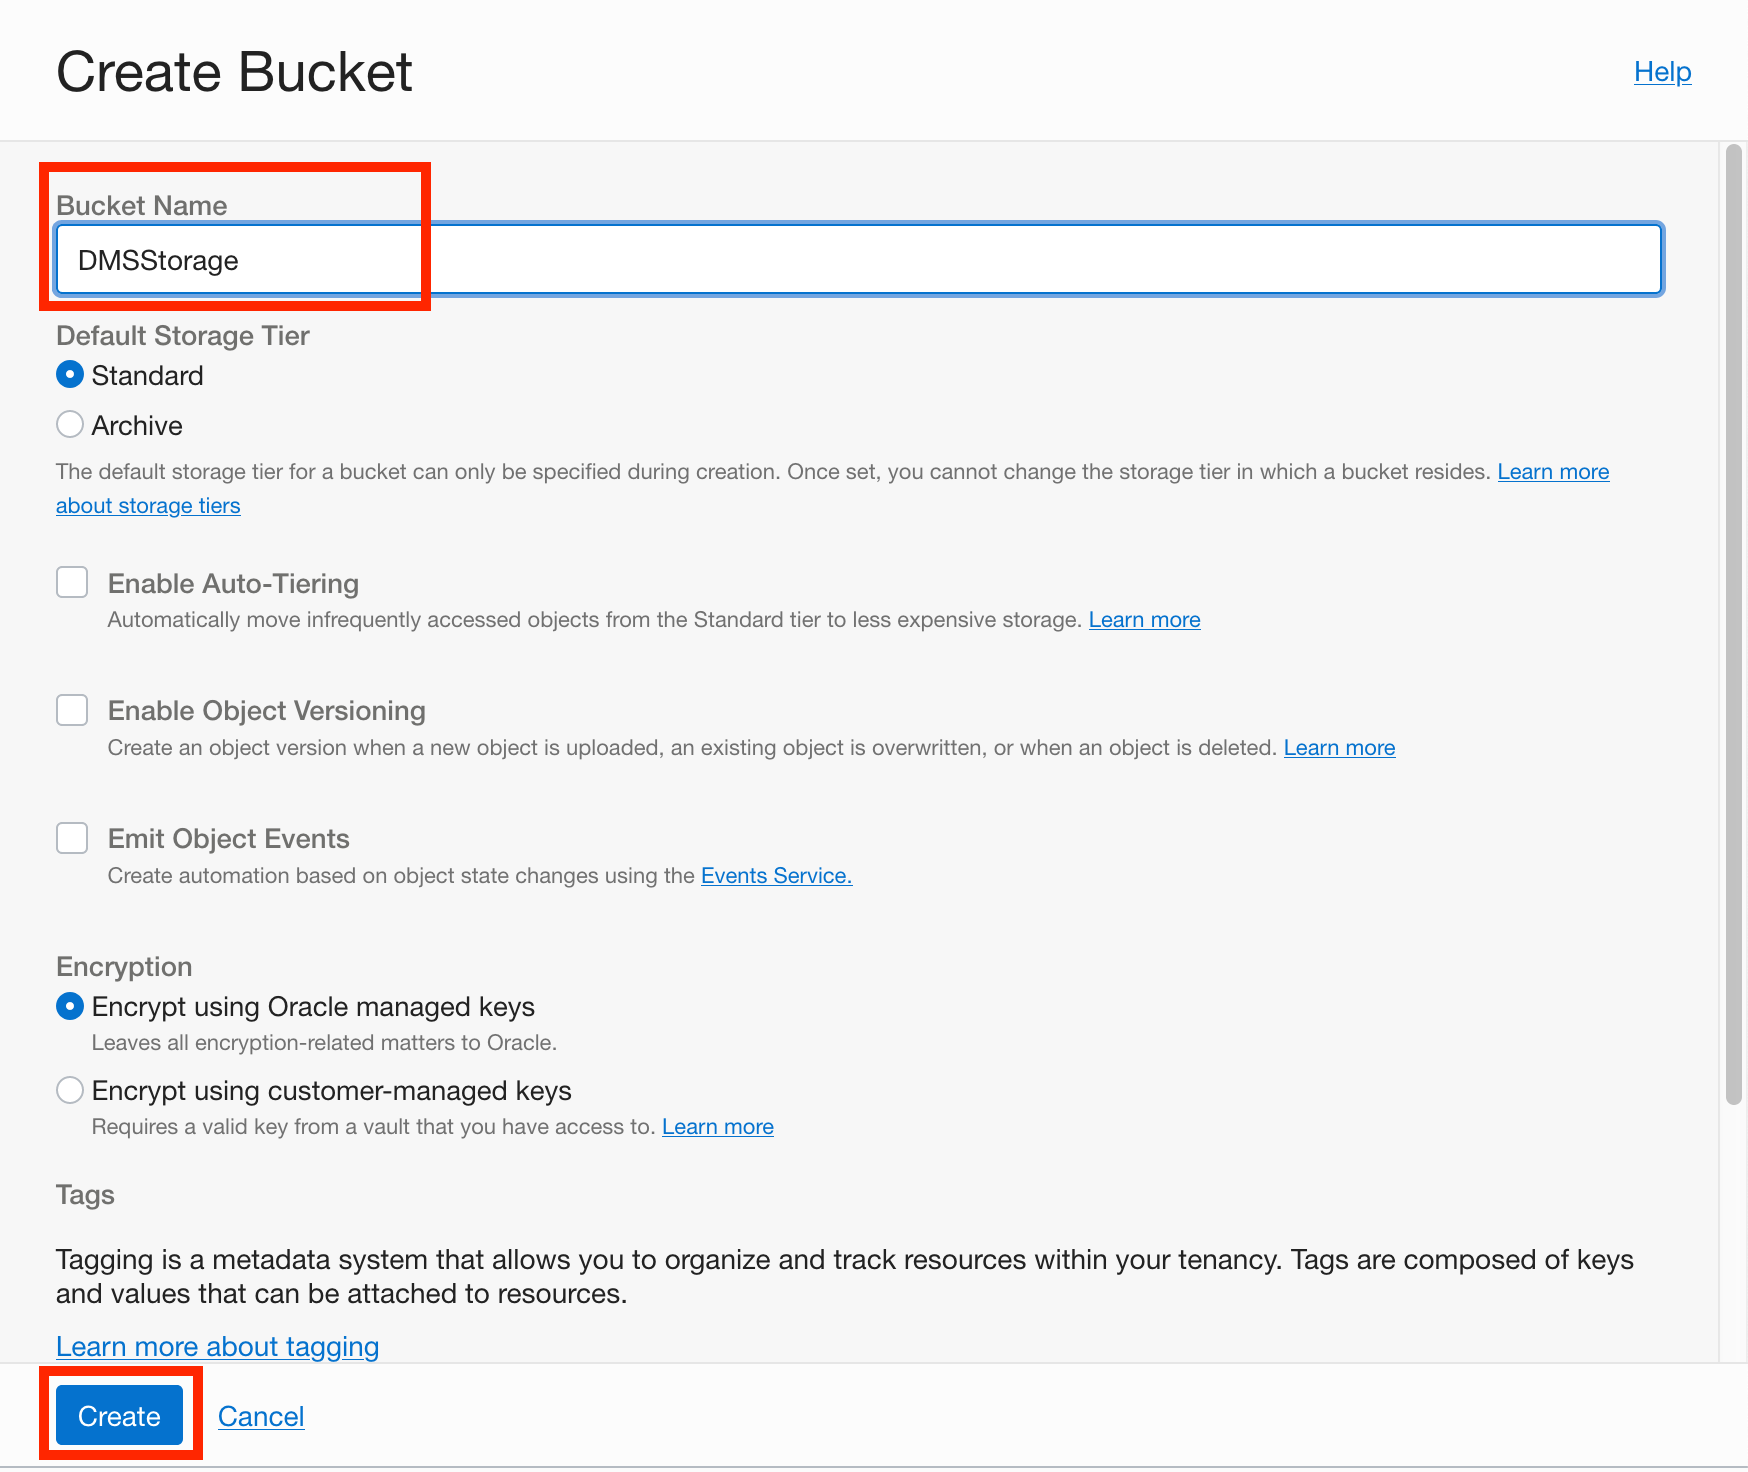 Create Bucket
Help
Bucket Name
DMSStorage
Default Storage Tier
Standard
Archive
The default storage tier for a bucket can only be specified during creation. Once set, you cannot change the storage tier in which a bucket resides. Learn more
about storage tiers
Enable Auto-Tiering
Automatically move infrequently accessed objects from the Standard tier to less expensive storage. Learn more
Enable Object Versioning
Create an object version when a new object is uploaded, an existing object is overwritten, or when an object is deleted. Learn more
Emit Object Events
Create automation based on object state changes using the Events Service.
Encryption
Encrypt using Oracle managed keys
Leaves all encryption-related matters to Oracle.
Encrypt using customer-managed keys
Requires a valid key from a vault that you have access to. Learn more
Tags
Tagging is a metadata system that allows you to organize and track resources within your tenancy. Tags are composed of keys
and values that can be attached to resources.
Learn more about tagging
Create
Cancel